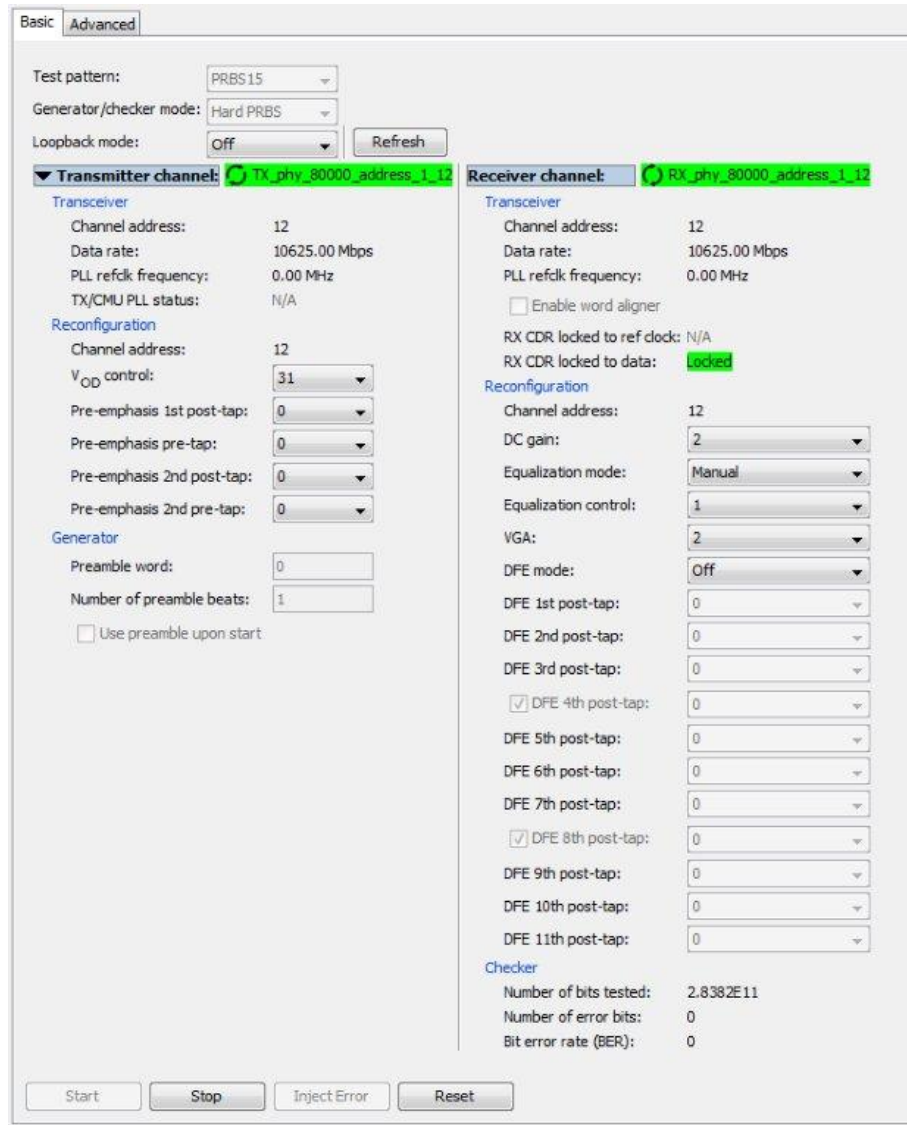 Basic Advanced
Test pattern: PRBS15
Generator/checker mode: Hard PRBS
Loopback mode: Off Refresh
Transmitter channel: TX_phy_80000_address_1_12
Transceiver
Channel address: 12
Data rate: 10625.00 Mbps
PLL refclk frequency: 0.00 MHz
TX/CMU PLL status: N/A
Reconfiguration
Channel address: 12
VOD control: 31
Pre-emphasis 1st post-tap: 0
Pre-emphasis pre-tap: 0
Pre-emphasis 2nd post-tap: 0
Pre-emphasis 2nd pre-tap: 0
Generator
Preamble word: 0
Number of preamble beats: 1
Use preamble upon start
Receiver channel: RX_phy_80000_address_1_12
Transceiver
Channel address: 12
Data rate: 10625.00 Mbps
PLL refclk frequency: 0.00 MHz
Enable word aligner
RX CDR locked to ref clock: N/A
RX CDR locked to data: Locked
Reconfiguration
Channel address: 12
DC gain: 2
Equalization mode: Manual
Equalization control: 1
VGA: 2
DFE mode: Off
DFE 1st post-tap: 0
DFE 2nd post-tap: 0
DFE 3rd post-tap: 0
DFE 4th post-tap: 0
DFE 5th post-tap: 0
DFE 6th post-tap: 0
DFE 7th post-tap: 0
DFE 8th post-tap: 0
DFE 9th post-tap: 0
DFE 10th post-tap: 0
DFE 11th post-tap: 0
Checker
Number of bits tested: 2.8382E11
Number of error bits: 0
Bit error rate (BER): 0
Start Stop Inject Error Reset